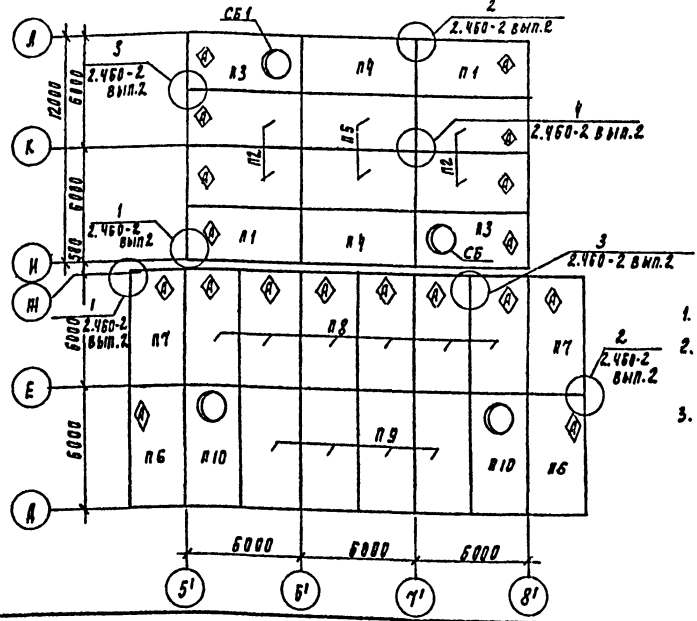 СБ1
2
2.460-2 вып.2
Л
3
2.460-2
вып.2
П3
П4
П1
А
А
12000
6000
4
2.460-2 вып.2
К
П2
П5
П2
А
А
А
А
6000
1
2.460-2
вып2
П1
П4
П3
А
А
СБ
И
500
3
2.460-2 вып.2
Ж
1
2.460-2
вып.2
А
А
А
А
А
А
А
А
П7
П8
П7
6000
1.
2
2.460-2
вып.2
2.
Е
3.
А
А
6000
П6
П10
П9
П10
П6
Д
6000
6000
6000
5'
6'
7'
8'